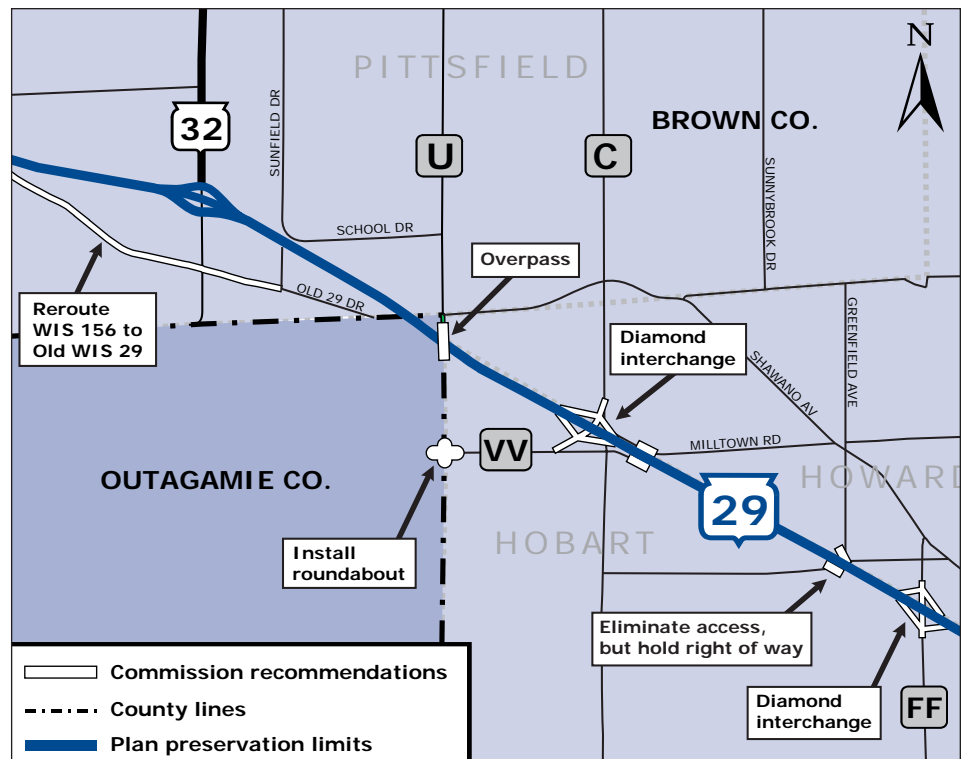 PITTSFIELD
N
32
SUNFIELD DR
U
C
BROWN CO.
SUNNYBROOK DR
SCHOOL DR
Overpass
OLD 29 DR
Reroute
WIS 156 to
Old WIS 29
Diamond
interchange
GREENFIELD AVE
SHAWANO AV
VV
MILLTOWN RD
OUTAGAMIE CO.
HOWARD
29
HOBART
Install
roundabout
Eliminate access,
but hold right of way
Diamond
interchange
FF
Commission recommendations
County lines
Plan preservation limits